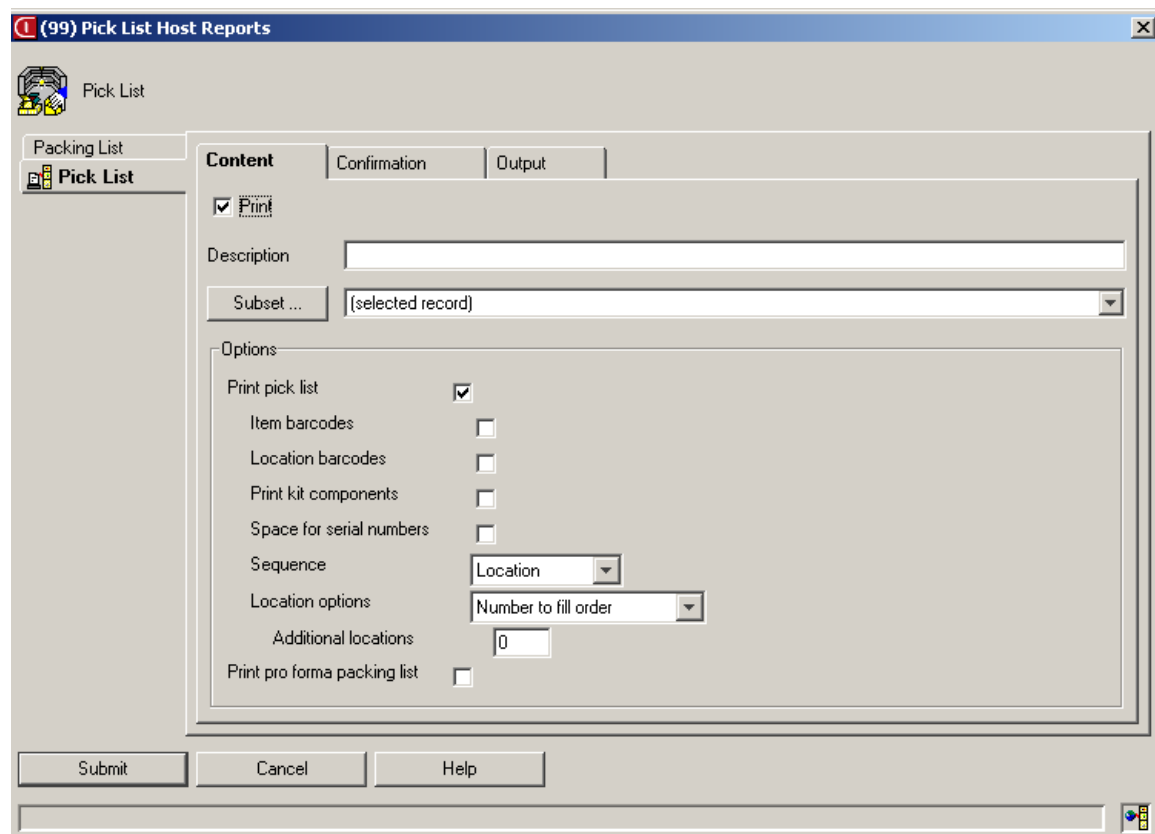 (99) Pick List Host Reports
Pick List
Packing List
Pick List
Content Confirmation Output
Print
Description
Subset ... (selected record)
Options
Print pick list
Item barcodes
Location barcodes
Print kit components
Space for serial numbers
Sequence Location
Location options Number to fill order
Additional locations 0
Print pro forma packing list
Submit Cancel Help